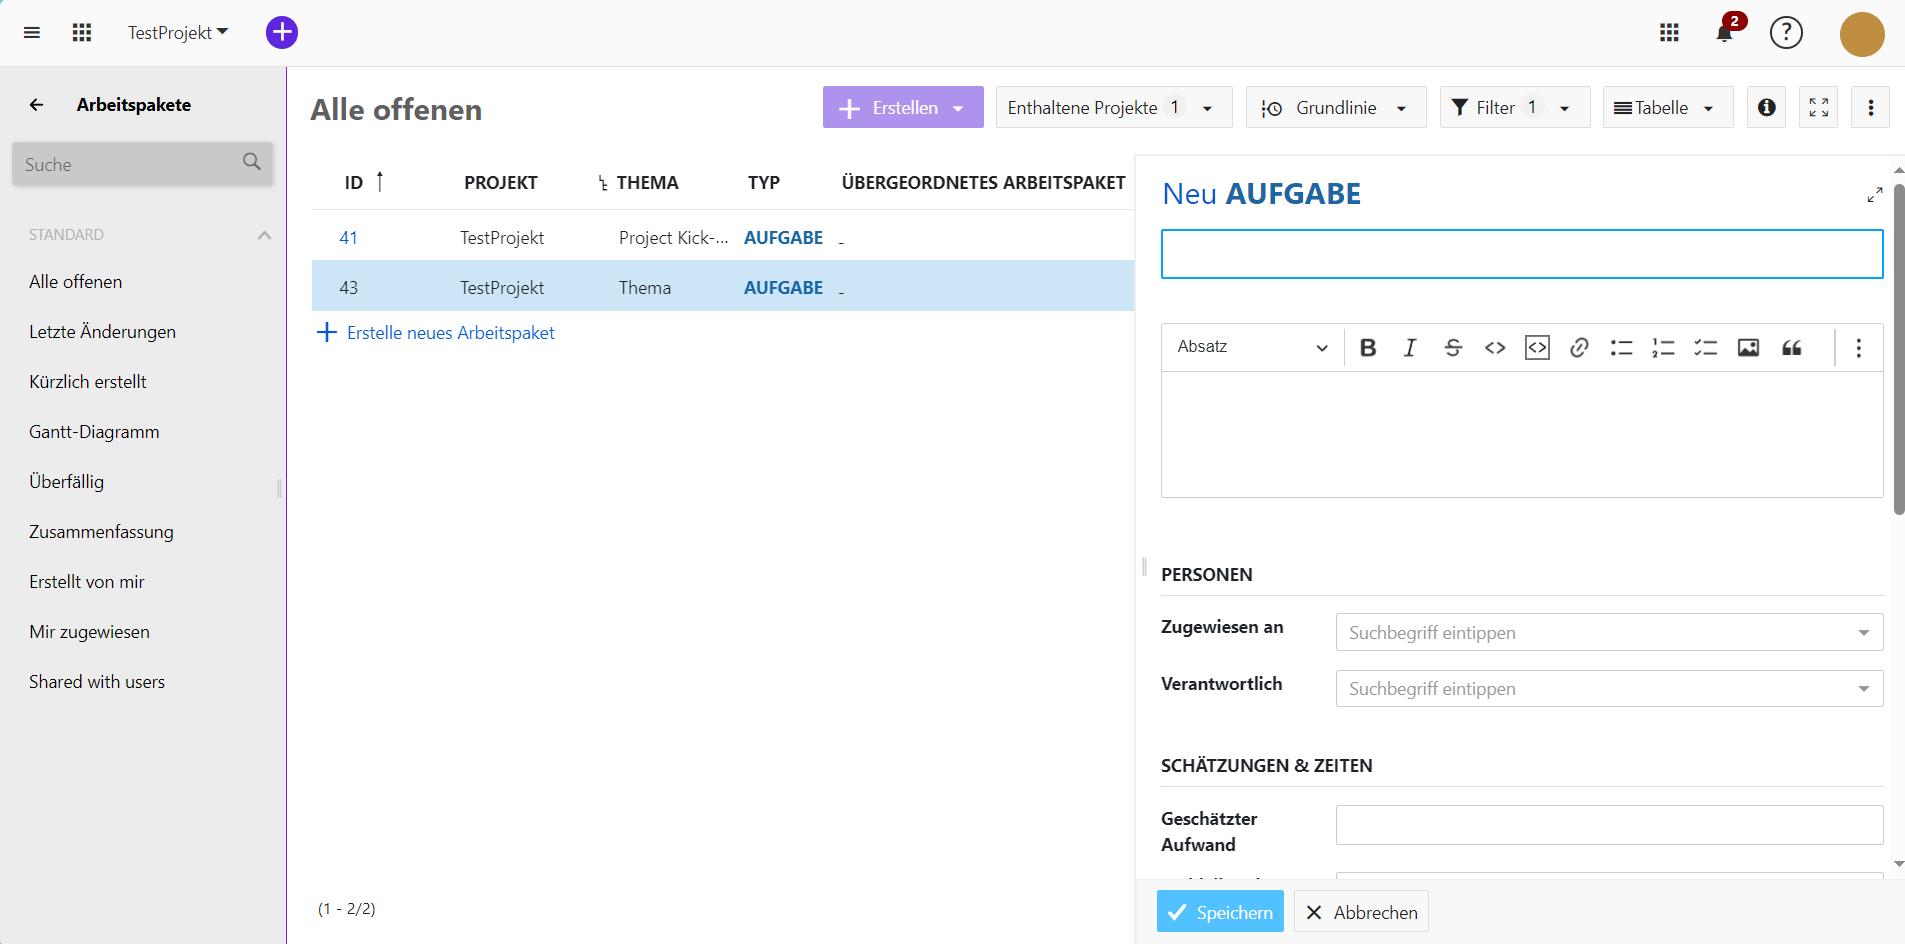 TestProjekt
2
?
Arbeitspakete
Suche
STANDARD
Alle offenen
Letzte Änderungen
Kürzlich erstellt
Gantt-Diagramm
Überfällig
Zusammenfassung
Erstellt von mir
Mir zugewiesen
Shared with users
Alle offenen
Erstellen
Enthaltene Projekte 1
Grundlinie
Filter 1
Tabelle
ID PROJEKT THEMA TYP ÜBERGEORDNETES ARBEITSPAKET
41 TestProjekt Project Kick-... AUFGABE -
43 TestProjekt Thema AUFGABE -
Erstelle neues Arbeitspaket
(1 - 2/2)
Neu AUFGABE
Absatz
PERSONEN
Zugewiesen an
Suchbegriff eintippen
Verantwortlich
Suchbegriff eintippen
SCHÄTZUNGEN & ZEITEN
Geschätzter
Aufwand
Speichern
Abbrechen